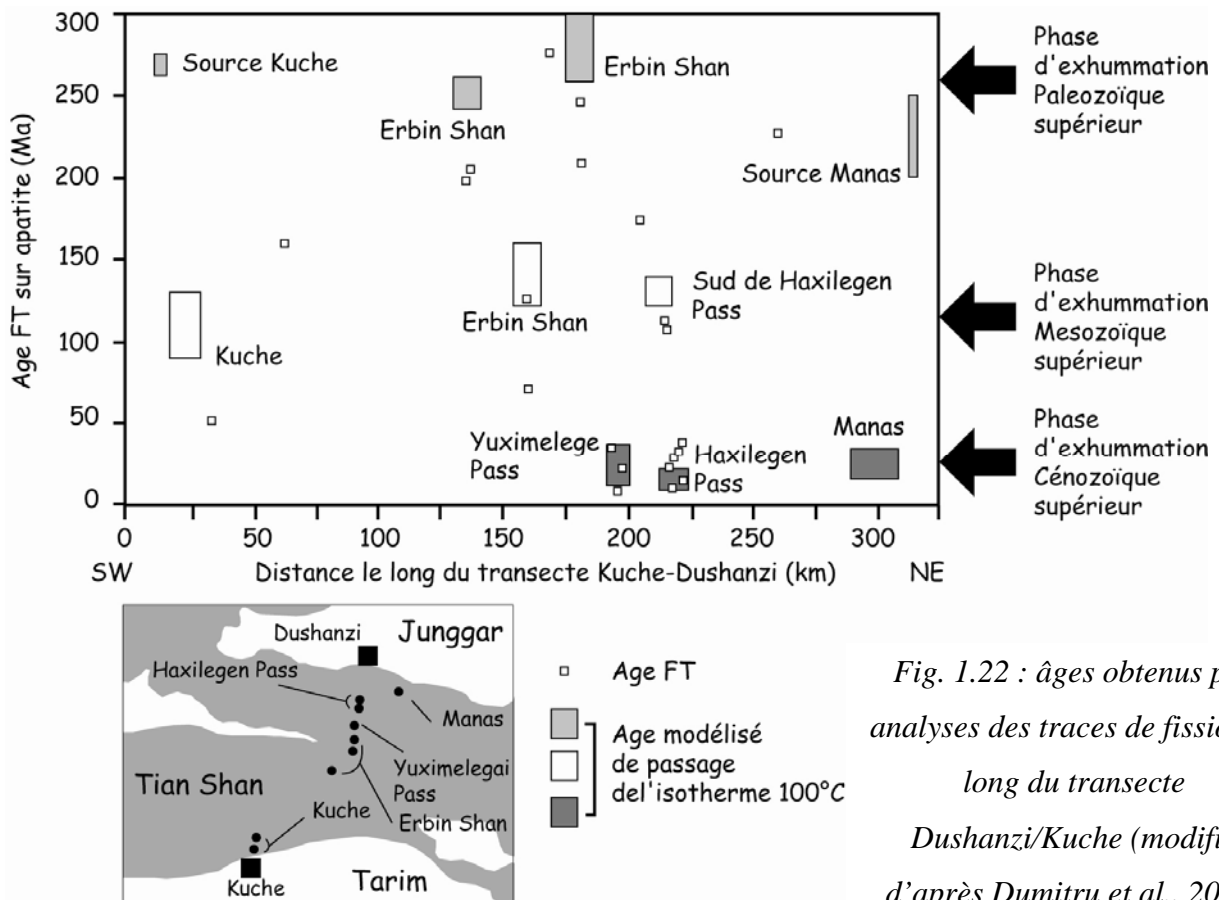 Age FT sur apatite (Ma)
300
250
200
150
100
50
0
Source Kuche
Erbin Shan
Erbin Shan
Source Manas
Kuche
Erbin Shan
Sud de Haxilegen
Pass
Yuximelege
Pass
Haxilegen
Pass
Manas
Phase
d'exhummation
Paleozoïque
supérieur
Phase
d'exhummation
Mesozoïque
supérieur
Phase
d'exhummation
Cénozoïque
supérieur
0 50 100 150 200 250 300
SW Distance le long du transecte Kuche-Dushanzi (km) NE
Dushanzi
Junggar
Haxilegen Pass
Manas
Yuximelegai
Pass
Tian Shan
Kuche
Erbin Shan
Kuche
Tarim
Age FT
Age modélisé
de passage
del'isotherme 100°C
Fig. 1.22 : âges obtenus
analyses des traces de
long du transecte
Dushanzi/Kuche
d'après Dumitru et al.,